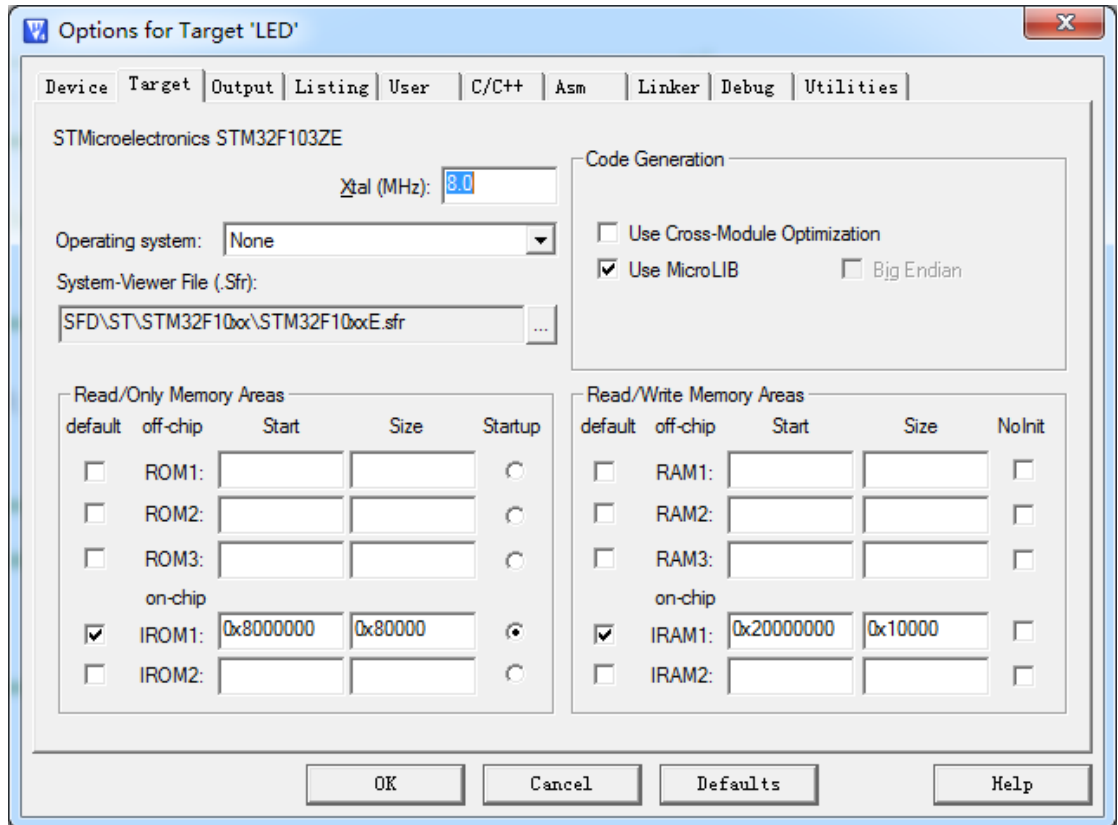 Options for Target 'LED'
Device Target Output Listing User C/C++ Asm Linker Debug Utilities
STMicroelectronics STM32F103ZE
Xtal (MHz): 8.0
Operating system: None
System-Viewer File (.Sfr):
SFD\ST\STM32F10xx\STM32F10xxE.sfr ...
Code Generation
Use Cross-Module Optimization
Use MicroLIB Big Endian
Read/Only Memory Areas
default off-chip Start Size Startup
ROM1:
ROM2:
ROM3:
on-chip
IROM1: 0x8000000 0x80000
IROM2:
Read/Write Memory Areas
default off-chip Start Size NoInit
RAM1:
RAM2:
RAM3:
on-chip
IRAM1: 0x20000000 0x10000
IRAM2:
OK Cancel Defaults Help